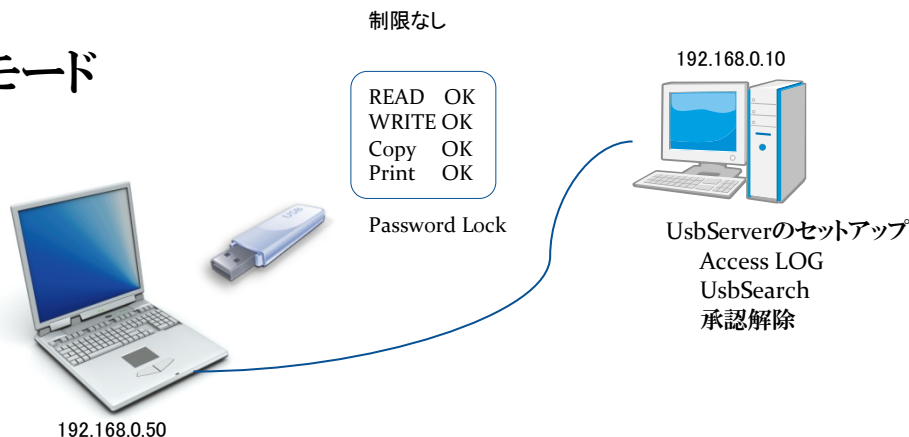 制限なし
モード
192.168.0.10
READ OK
WRITE OK
Copy OK
Print OK
USB
Password Lock
UsbServerのセットアップ
Access LOG
UsbSearch
承認解除
192.168.0.50